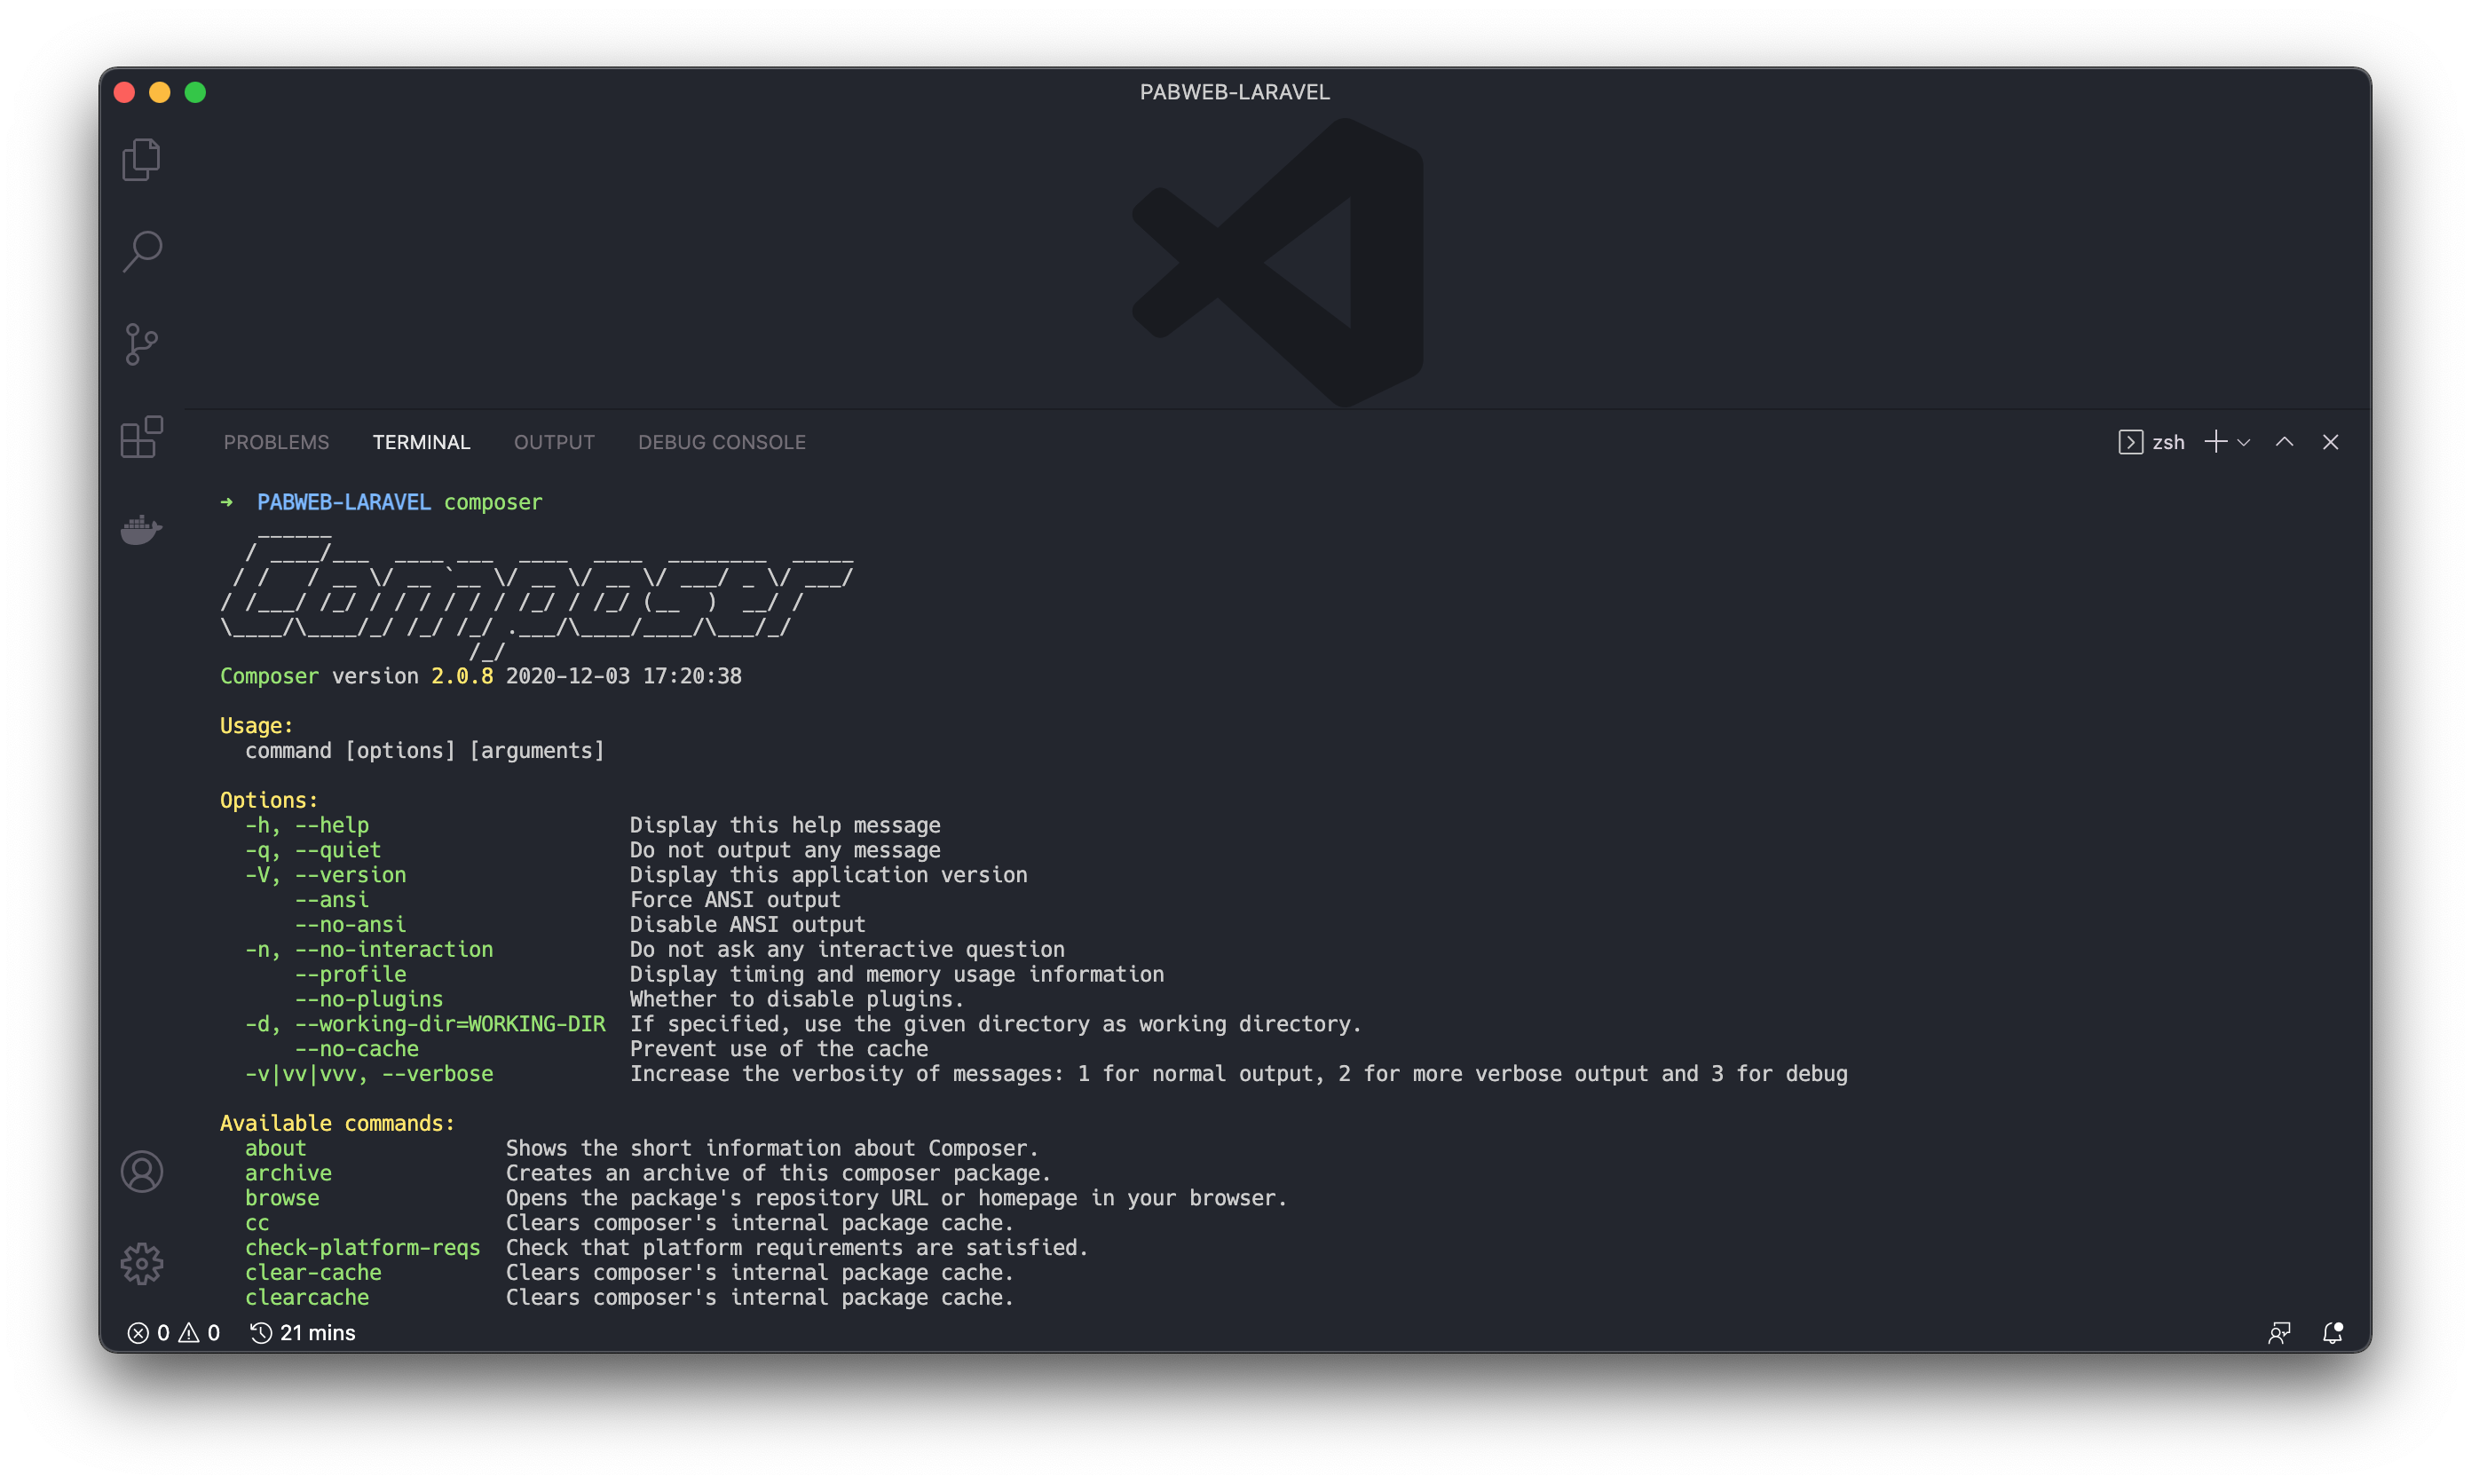 PABWEB-LARAVEL
PROBLEMS TERMINAL OUTPUT DEBUG CONSOLE zsh
➜  PABWEB-LARAVEL composer
   ______
  / ____/___  ____ ___  ____  ____  ________  _____
 / /   / __ \/ __ `__ \/ __ \/ __ \/ ___/ _ \/ ___/
/ /___/ /_/ / / / / / / /_/ / /_/ (__  )  __/ /
\____/\____/_/ /_/ /_/ .___/\____/____/\___/_/
                    /_/
Composer version 2.0.8 2020-12-03 17:20:38
Usage:
  command [options] [arguments]
Options:
  -h, --help                     Display this help message
  -q, --quiet                    Do not output any message
  -V, --version                  Display this application version
      --ansi                     Force ANSI output
      --no-ansi                  Disable ANSI output
  -n, --no-interaction           Do not ask any interactive question
      --profile                  Display timing and memory usage information
      --no-plugins               Whether to disable plugins.
  -d, --working-dir=WORKING-DIR  If specified, use the given directory as working directory.
      --no-cache                 Prevent use of the cache
  -v|vv|vvv, --verbose           Increase the verbosity of messages: 1 for normal output, 2 for more verbose output and 3 for debug
Available commands:
  about                Shows the short information about Composer.
  archive              Creates an archive of this composer package.
  browse               Opens the package's repository URL or homepage in your browser.
  cc                   Clears composer's internal package cache.
  check-platform-reqs  Check that platform requirements are satisfied.
  clear-cache          Clears composer's internal package cache.
  clearcache           Clears composer's internal package cache.
0 0 21 mins